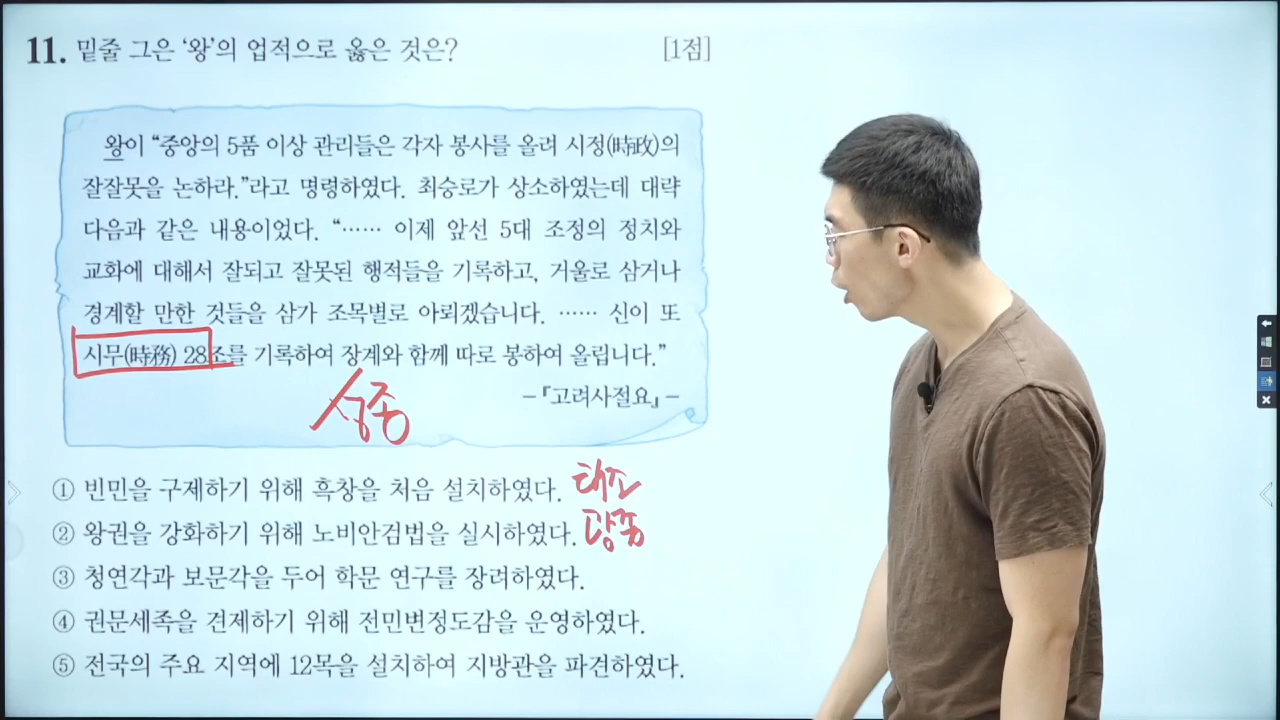 11. 밑줄 그은 '왕'의 업적으로 옳은 것은? [1점]
왕이 "중앙의 5품 이상 관리들은 각자 봉사를 올려 시정(時政)의
잘잘못을 논하라."라고 명령하였다. 최승로가 상소하였는데 대략
다음과 같은 내용이었다. "…… 이제 앞선 5대 조정의 정치와
교화에 대해서 잘되고 잘못된 행적들을 기록하고, 거울로 삼거나
경계할 만한 것들을 삼가 조목별로 아뢰겠습니다. …… 신이 또
시무(時務) 28조를 기록하여 장계와 함께 따로 봉하여 올립니다."
성종
-『고려사절요』-
① 빈민을 구제하기 위해 흑창을 처음 설치하였다. 태조
② 왕권을 강화하기 위해 노비안검법을 실시하였다. 광종
③ 청연각과 보문각을 두어 학문 연구를 장려하였다.
④ 권문세족을 견제하기 위해 전민변정도감을 운영하였다.
⑤ 전국의 주요 지역에 12목을 설치하여 지방관을 파견하였다.